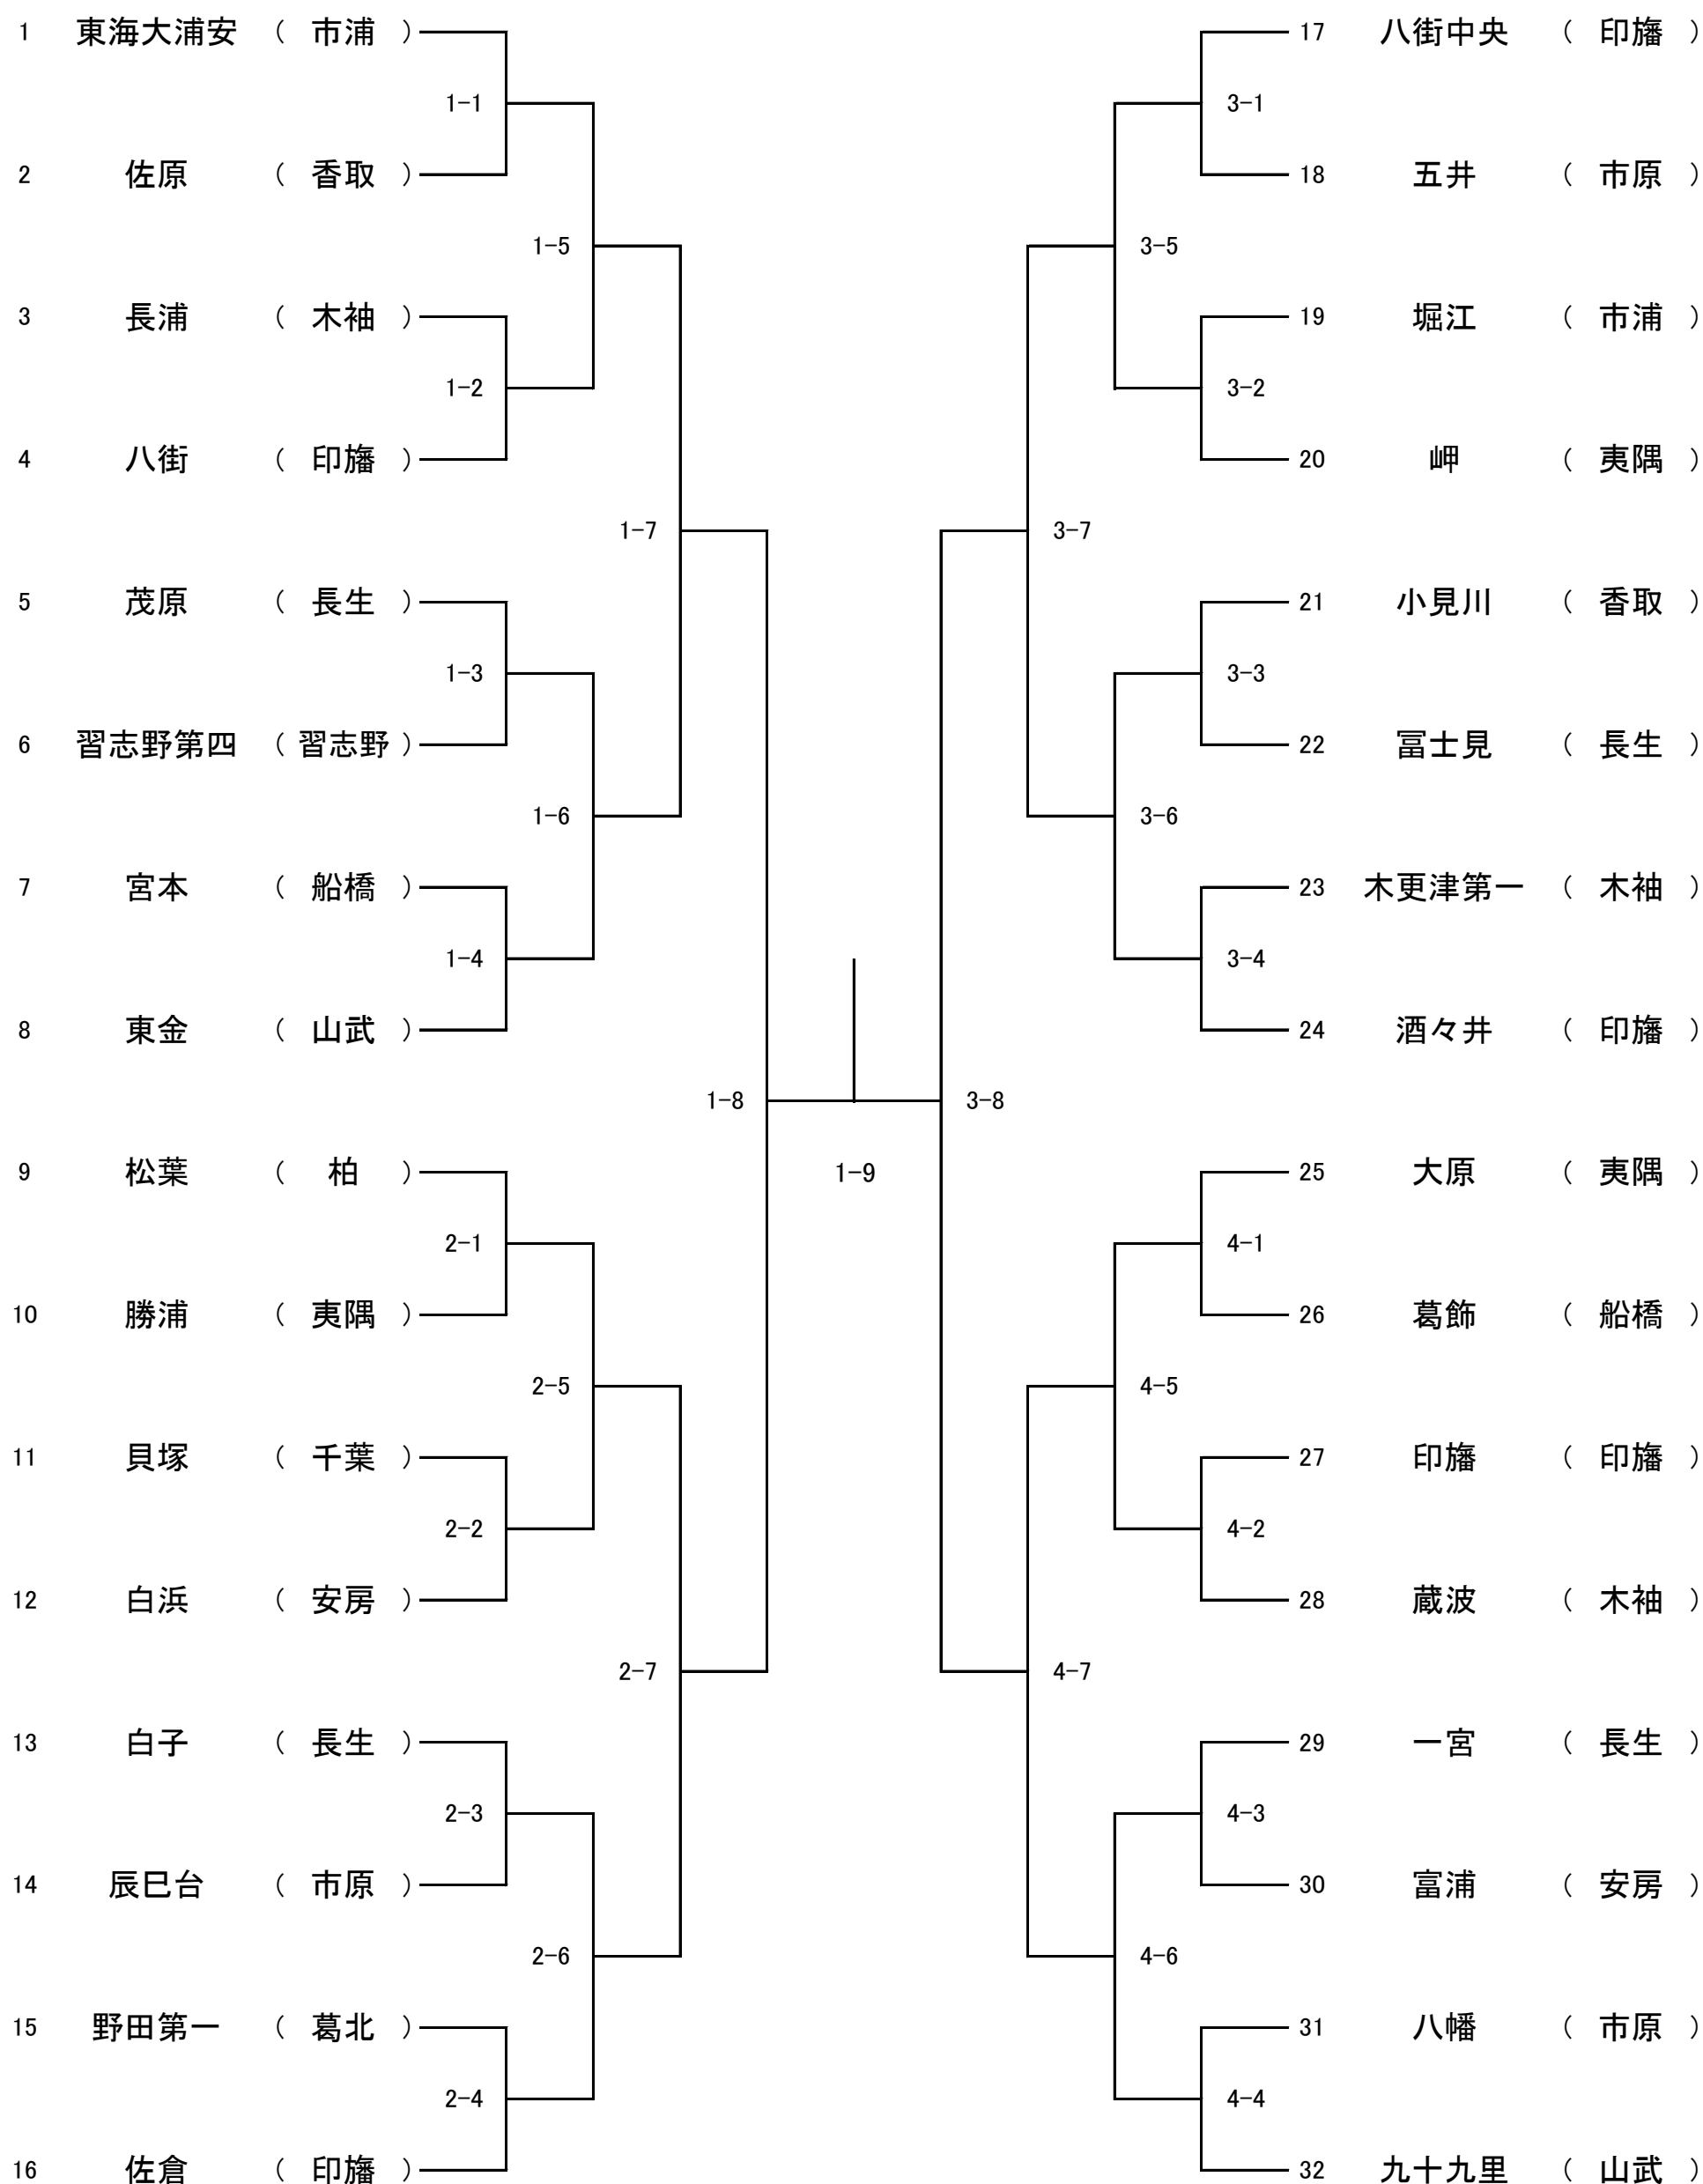 1 東海大浦安 ( 市浦 ) 17 八街中央 ( 印旛 )
1-1 3-1
2 佐原 ( 香取 ) 18 五井 ( 市原 )
1-5 3-5
3 長浦 ( 木袖 ) 19 堀江 ( 市浦 )
1-2 3-2
4 八街 ( 印旛 ) 20 岬 ( 夷隅 )
1-7 3-7
5 茂原 ( 長生 ) 21 小見川 ( 香取 )
1-3 3-3
6 習志野第四 ( 習志野 ) 22 冨士見 ( 長生 )
1-6 3-6
7 宮本 ( 船橋 ) 23 木更津第一 ( 木袖 )
1-4 3-4
8 東金 ( 山武 ) 24 酒々井 ( 印旛 )
1-8 3-8
9 松葉 ( 柏 ) 1-9 25 大原 ( 夷隅 )
2-1 4-1
10 勝浦 ( 夷隅 ) 26 葛飾 ( 船橋 )
2-5 4-5
11 貝塚 ( 千葉 ) 27 印旛 ( 印旛 )
2-2 4-2
12 白浜 ( 安房 ) 28 蔵波 ( 木袖 )
2-7 4-7
13 白子 ( 長生 ) 29 一宮 ( 長生 )
2-3 4-3
14 辰巳台 ( 市原 ) 30 富浦 ( 安房 )
2-6 4-6
15 野田第一 ( 葛北 ) 31 八幡 ( 市原 )
2-4 4-4
16 佐倉 ( 印旛 ) 32 九十九里 ( 山武 )